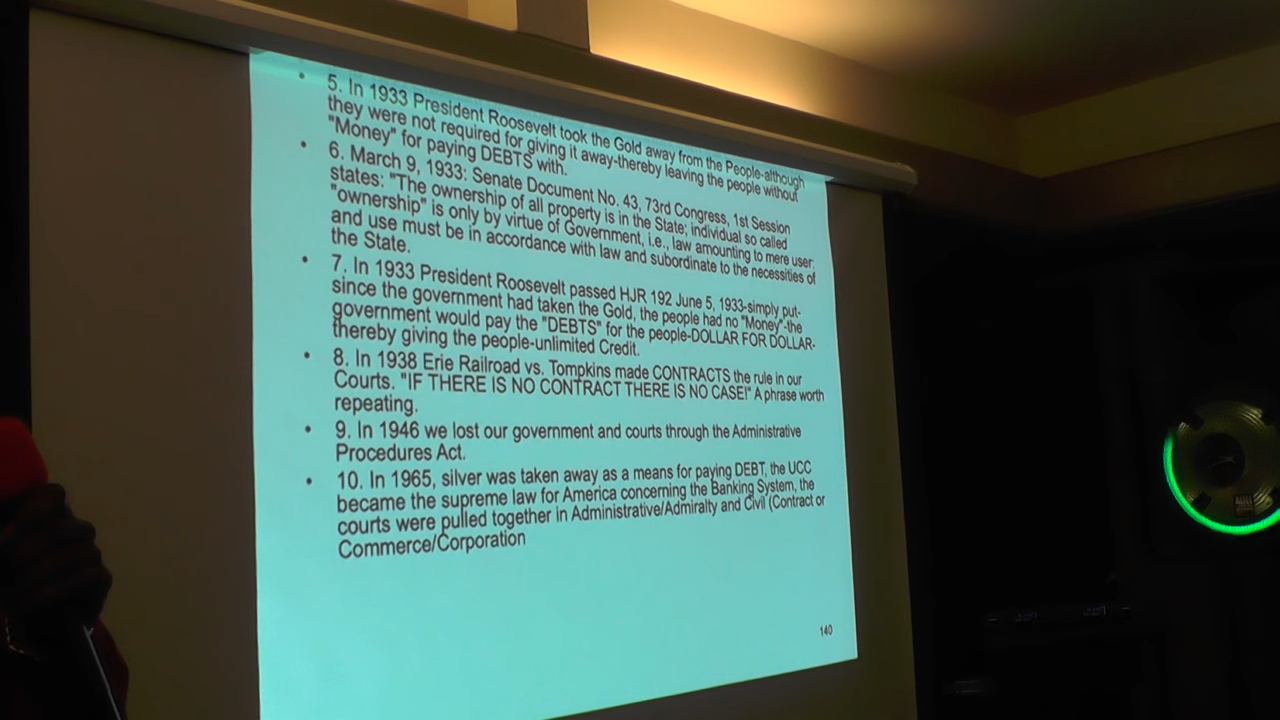 • 5. In 1933 President Roosevelt took the Gold away from the People-although
they were not required for giving it away-thereby leaving the people without
"Money" for paying DEBTS with.
• 6. March 9, 1933: Senate Document No. 43, 73rd Congress, 1st Session
states: "The ownership of all property is in the State; individual so called
"ownership" is only by virtue of Government, i.e., law amounting to mere user;
and use must be in accordance with law and subordinate to the necessities of
the State.
• 7. In 1933 President Roosevelt passed HJR 192 June 5, 1933-simply put-
since the government had taken the Gold, the people had no "Money"-the
government would pay the "DEBTS" for the people-DOLLAR FOR DOLLAR-
thereby giving the people-unlimited Credit.
• 8. In 1938 Erie Railroad vs. Tompkins made CONTRACTS the rule in our
Courts. "IF THERE IS NO CONTRACT THERE IS NO CASE!" A phrase worth
repeating.
• 9. In 1946 we lost our government and courts through the Administrative
Procedures Act.
• 10. In 1965, silver was taken away as a means for paying DEBT, the UCC
became the supreme law for America concerning the Banking System, the
courts were pulled together in Administrative/Admiralty and Civil (Contract or
Commerce/Corporation
140